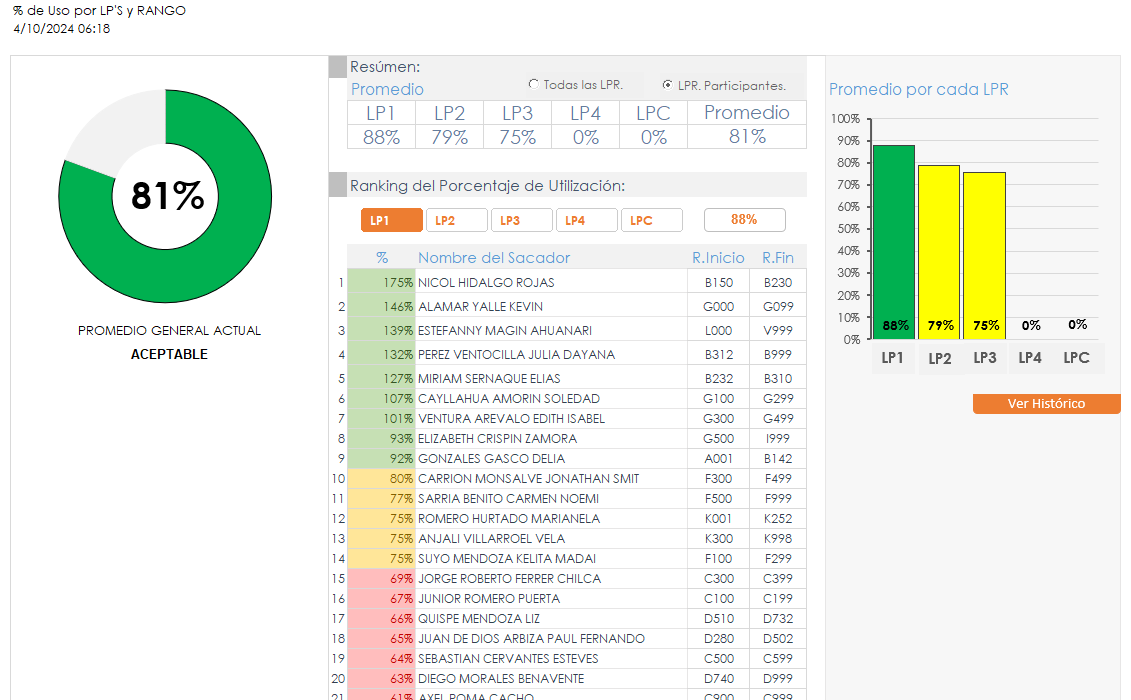 % de Uso por LP'S y RANGO
4/10/2024 06:18
81%
PROMEDIO GENERAL ACTUAL
ACEPTABLE
Resúmen:
Promedio
Todas las LPR.
LPR. Participantes.
LP1 LP2 LP3 LP4 LPC Promedio
88% 79% 75% 0% 0% 81%
Ranking del Porcentaje de Utilización:
LP1 LP2 LP3 LP4 LPC 88%
% Nombre del Sacador R.Inicio R.Fin
1 175% NICOL HIDALGO ROJAS B150 B230
2 146% ALAMAR YALLE KEVIN G000 G099
3 139% ESTEFANNY MAGIN AHUANARI L000 V999
4 132% PEREZ VENTOCILLA JULIA DAYANA B312 B999
5 127% MIRIAM SERNAQUE ELIAS B232 B310
6 107% CAYLLAHUA AMORIN SOLEDAD G100 G299
7 101% VENTURA AREVALO EDITH ISABEL G300 G499
8 93% ELIZABETH CRISPIN ZAMORA G500 I999
9 92% GONZALES GASCO DELIA A001 B142
10 80% CARRION MONSALVE JONATHAN SMIT F300 F499
11 77% SARRIA BENITO CARMEN NOEMI F500 F999
12 75% ROMERO HURTADO MARIANELA K001 K252
13 75% ANJALI VILLARROEL VELA K300 K998
14 75% SUYO MENDOZA KELITA MADAI F100 F299
15 69% JORGE ROBERTO FERRER CHILCA C300 C399
16 67% JUNIOR ROMERO PUERTA C100 C199
17 66% QUISPE MENDOZA LIZ D510 D732
18 65% JUAN DE DIOS ARBIZA PAUL FERNANDO D280 D502
19 64% SEBASTIAN CERVANTES ESTEVES C500 C599
20 63% DIEGO MORALES BENAVENTE D740 D999
21 61% AXEL POMA CACHO C900 C999
Promedio por cada LPR
100%
90%
80%
70%
60%
50%
40%
30%
20%
10%
0%
88% 79% 75% 0% 0%
LP1 LP2 LP3 LP4 LPC
Ver Histórico